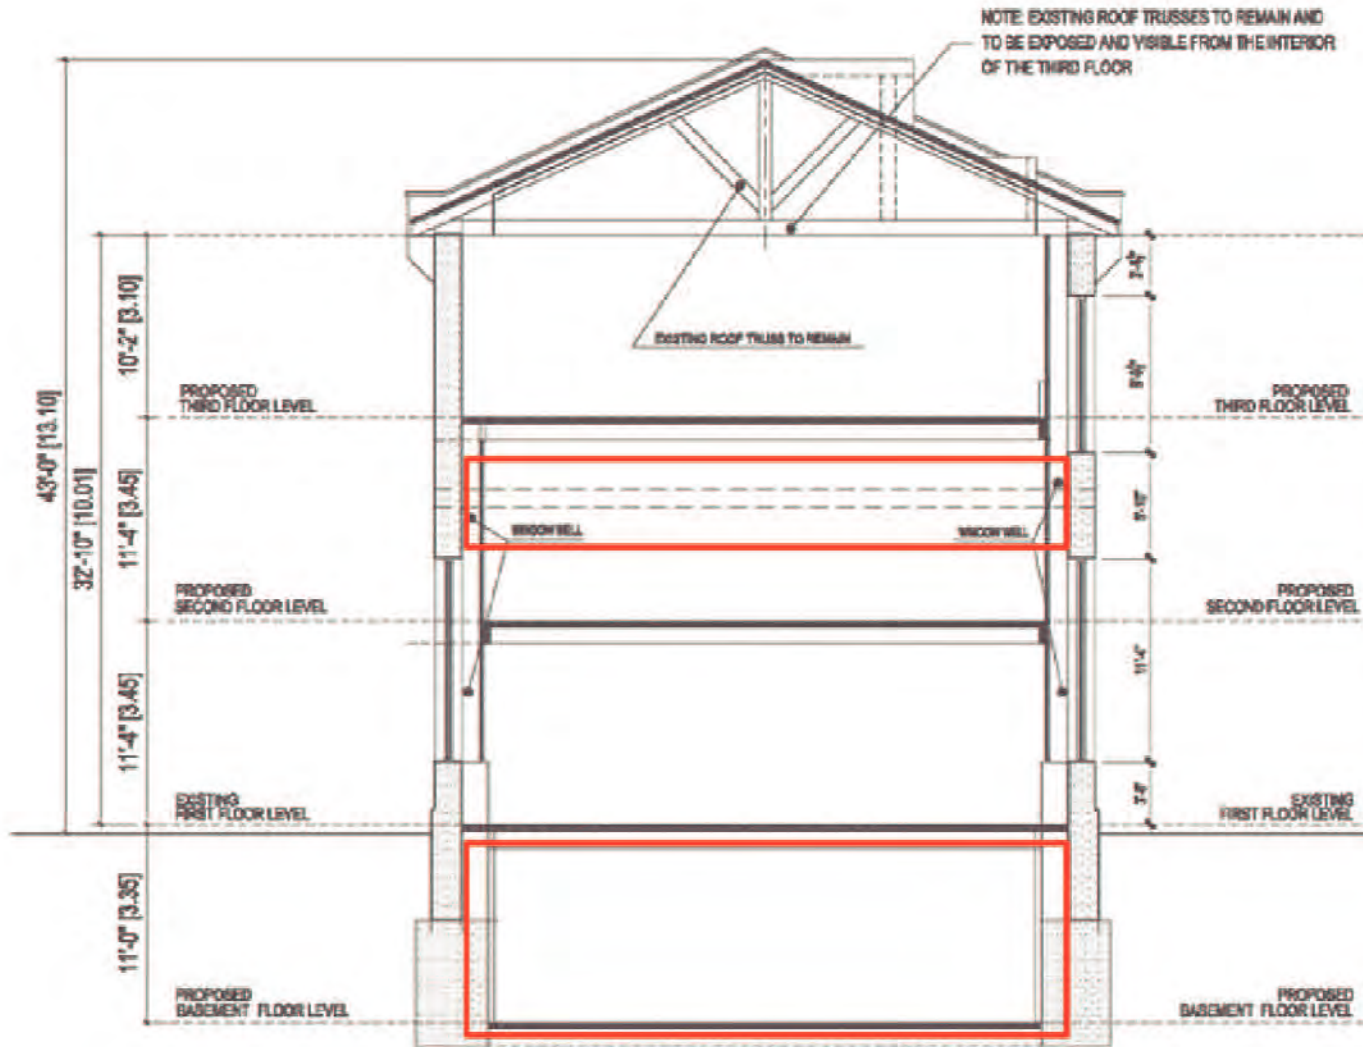 NOTE: EXISTING ROOF TRUSSES TO REMAIN AND
TO BE EXPOSED AND VISIBLE FROM THE INTERIOR
OF THE THIRD FLOOR
43'-0" [13.10]
32'-10" [10.01]
10'-2" [3.10]
11'-4" [3.45]
11'-4" [3.45]
11'-0" [3.35]
EXISTING ROOF TRUSS TO REMAIN
PROPOSED
THIRD FLOOR LEVEL
PROPOSED
THIRD FLOOR LEVEL
WINDOW WELL
WINDOW WELL
PROPOSED
SECOND FLOOR LEVEL
PROPOSED
SECOND FLOOR LEVEL
11'-4"
EXISTING
FIRST FLOOR LEVEL
EXISTING
FIRST FLOOR LEVEL
PROPOSED
BASEMENT FLOOR LEVEL
PROPOSED
BASEMENT FLOOR LEVEL